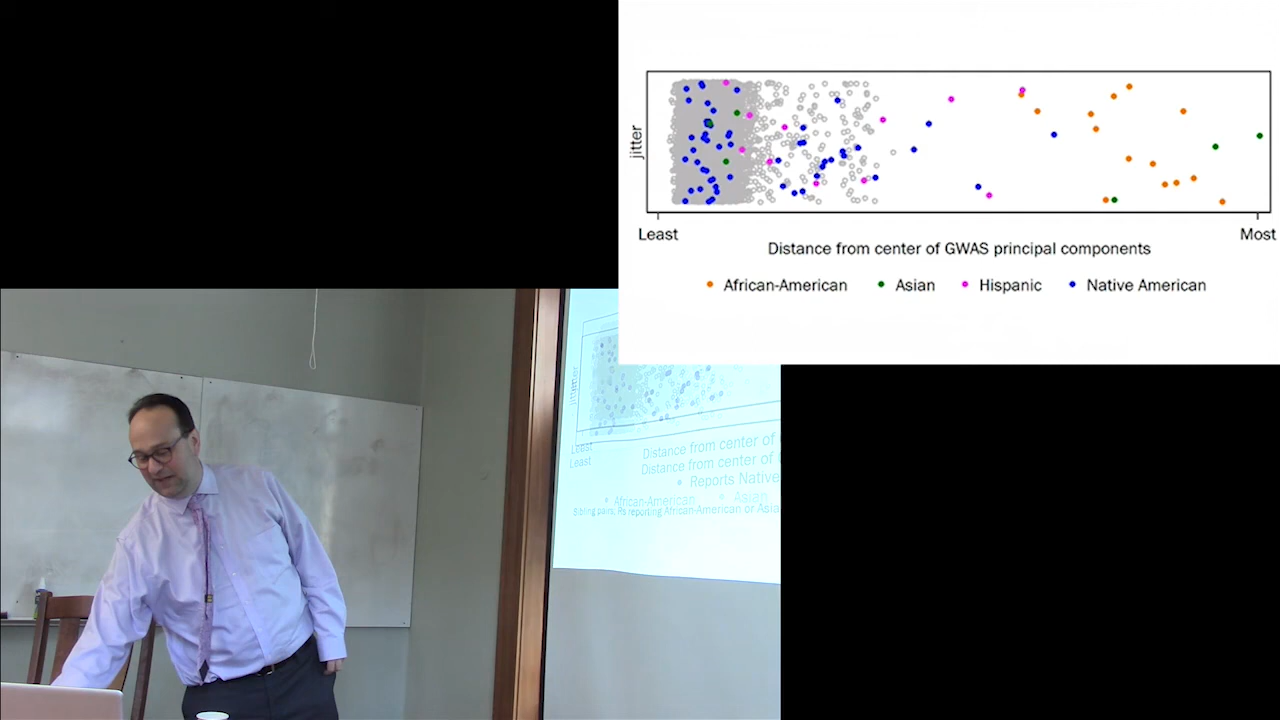 jitter
Least
Most
Distance from center of GWAS principal components
African-American
Asian
Hispanic
Native American
jitter
Least
Least
Distance from center of
Distance from center of
Reports Native
African-American
Asian
Sibling pairs. Rs reporting African-American or Asia